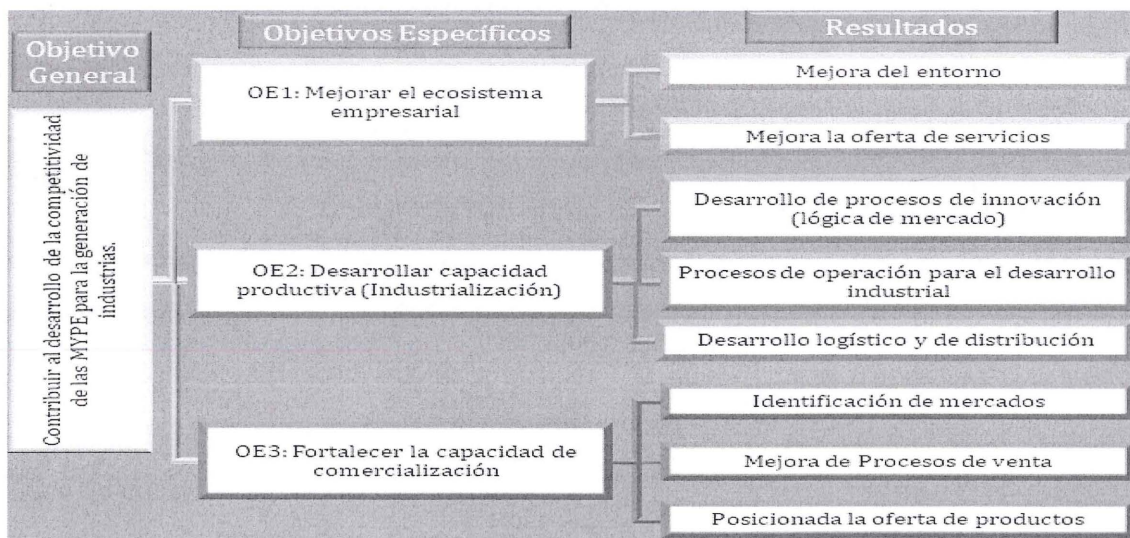 Objetivo
General
Objetivos Específicos
Resultados
Contribuir al desarrollo de la competitividad
de las MYPE para la generación de
industrias.
OE1: Mejorar el ecosistema
empresarial
Mejora del entorno
Mejora la oferta de servicios
OE2: Desarrollar capacidad
productiva (Industrialización)
Desarrollo de procesos de innovación
(lógica de mercado)
Procesos de operación para el desarrollo
industrial
Desarrollo logístico y de distribución
OE3: Fortalecer la capacidad de
comercialización
Identificación de mercados
Mejora de Procesos de venta
Posicionada la oferta de productos